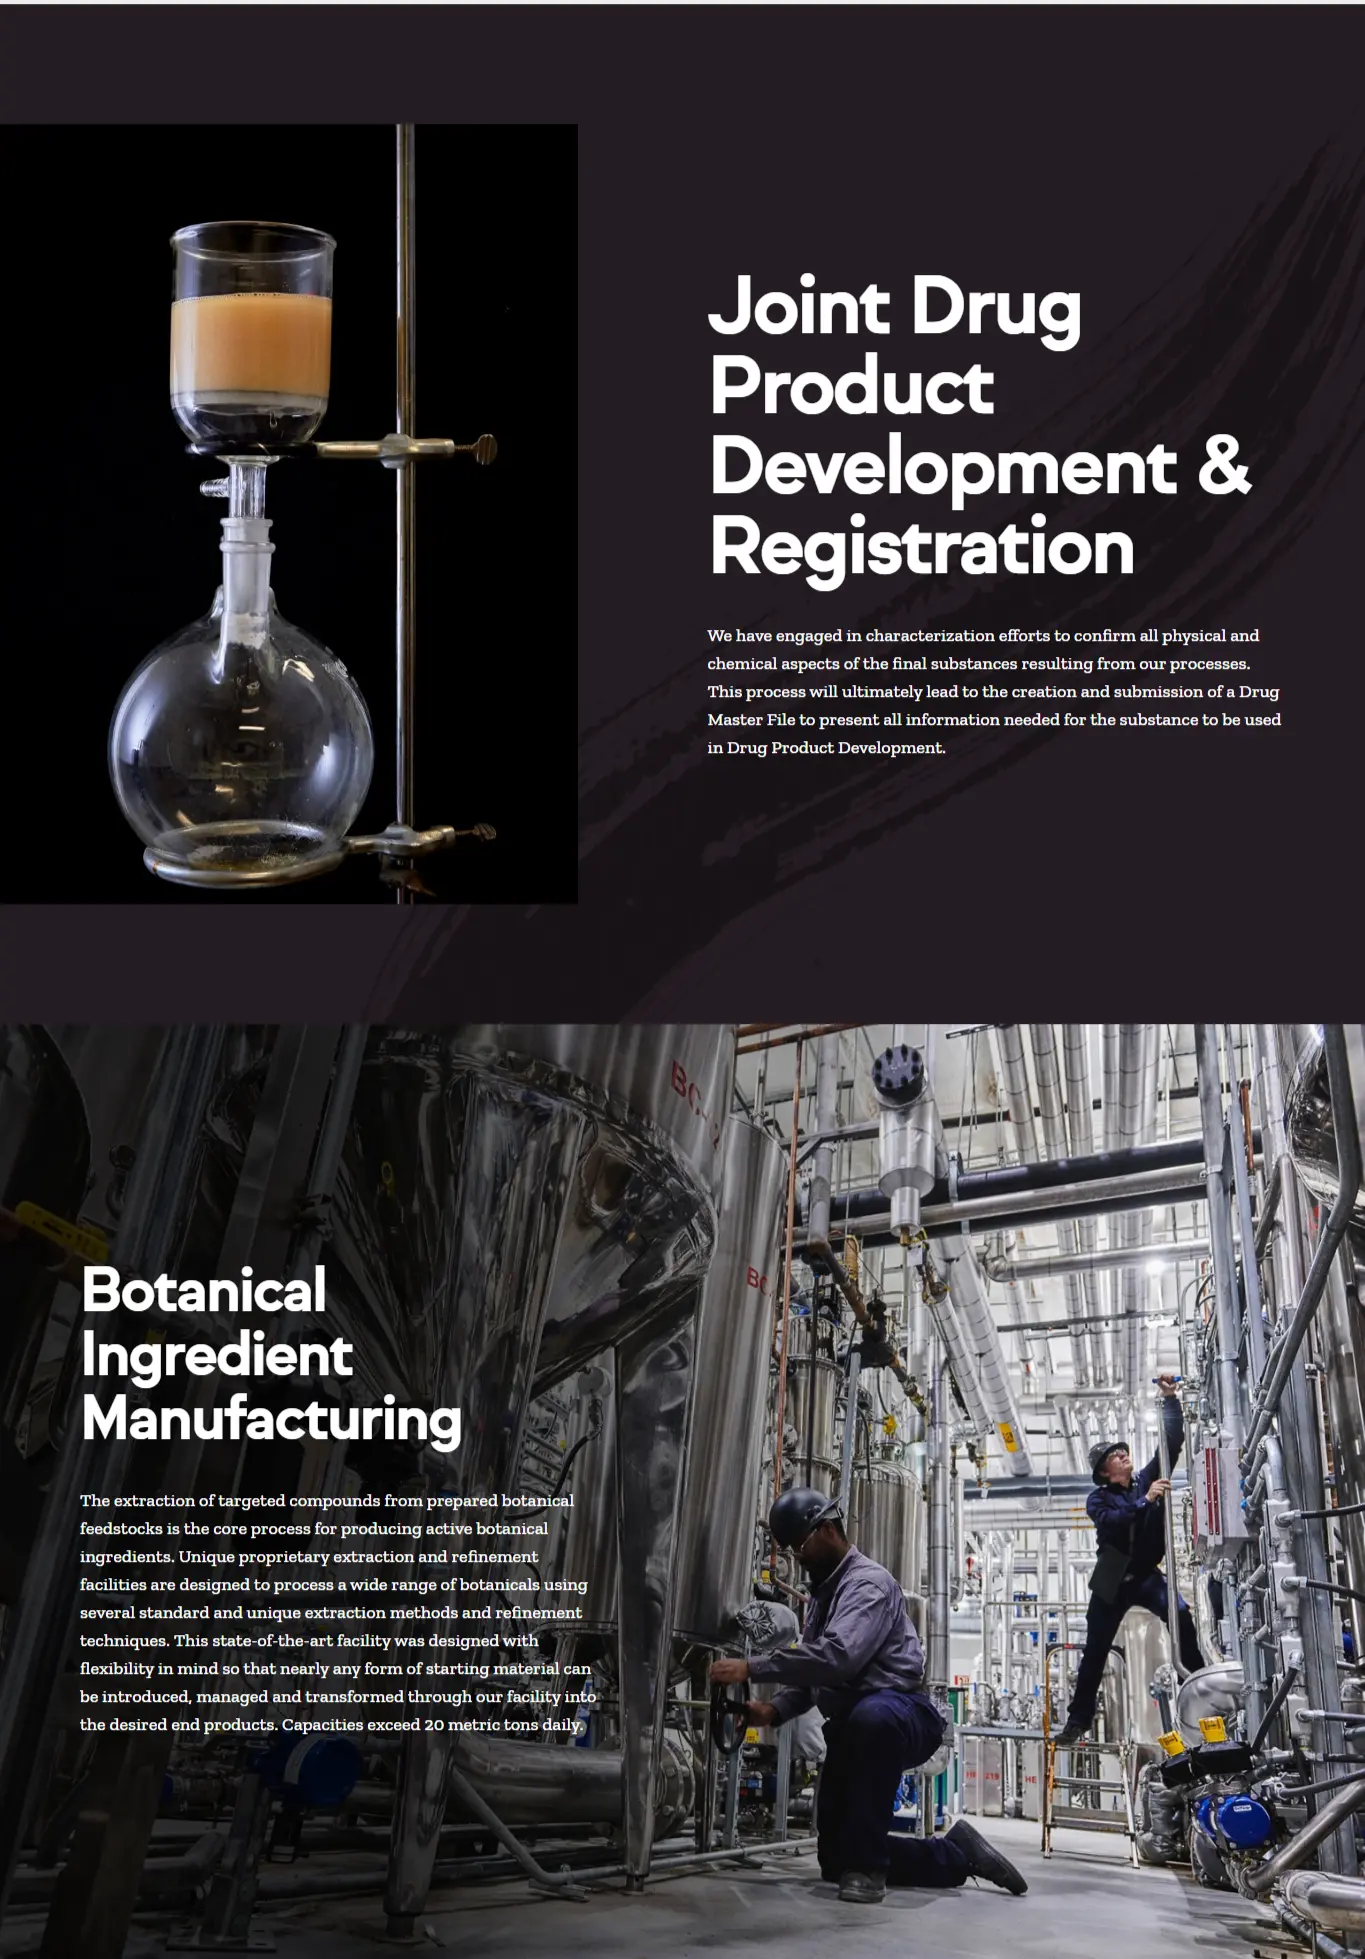 Joint Drug
Product
Development &
Registration
We have engaged in characterization efforts to confirm all physical and
chemical aspects of the final substances resulting from our processes.
This process will ultimately lead to the creation and submission of a Drug
Master File to present all information needed for the substance to be used
in Drug Product Development.
BC-
BC
Botanical
Ingredient
Manufacturing
The extraction of targeted compounds from prepared botanical
feedstocks is the core process for producing active botanical
ingredients. Unique proprietary extraction and refinement
facilities are designed to process a wide range of botanicals using
several standard and unique extraction methods and refinement
techniques. This state-of-the-art facility was designed with
flexibility in mind so that nearly any form of starting material can
be introduced, managed and transformed through our facility into
the desired end products. Capacities exceed 20 metric tons daily.